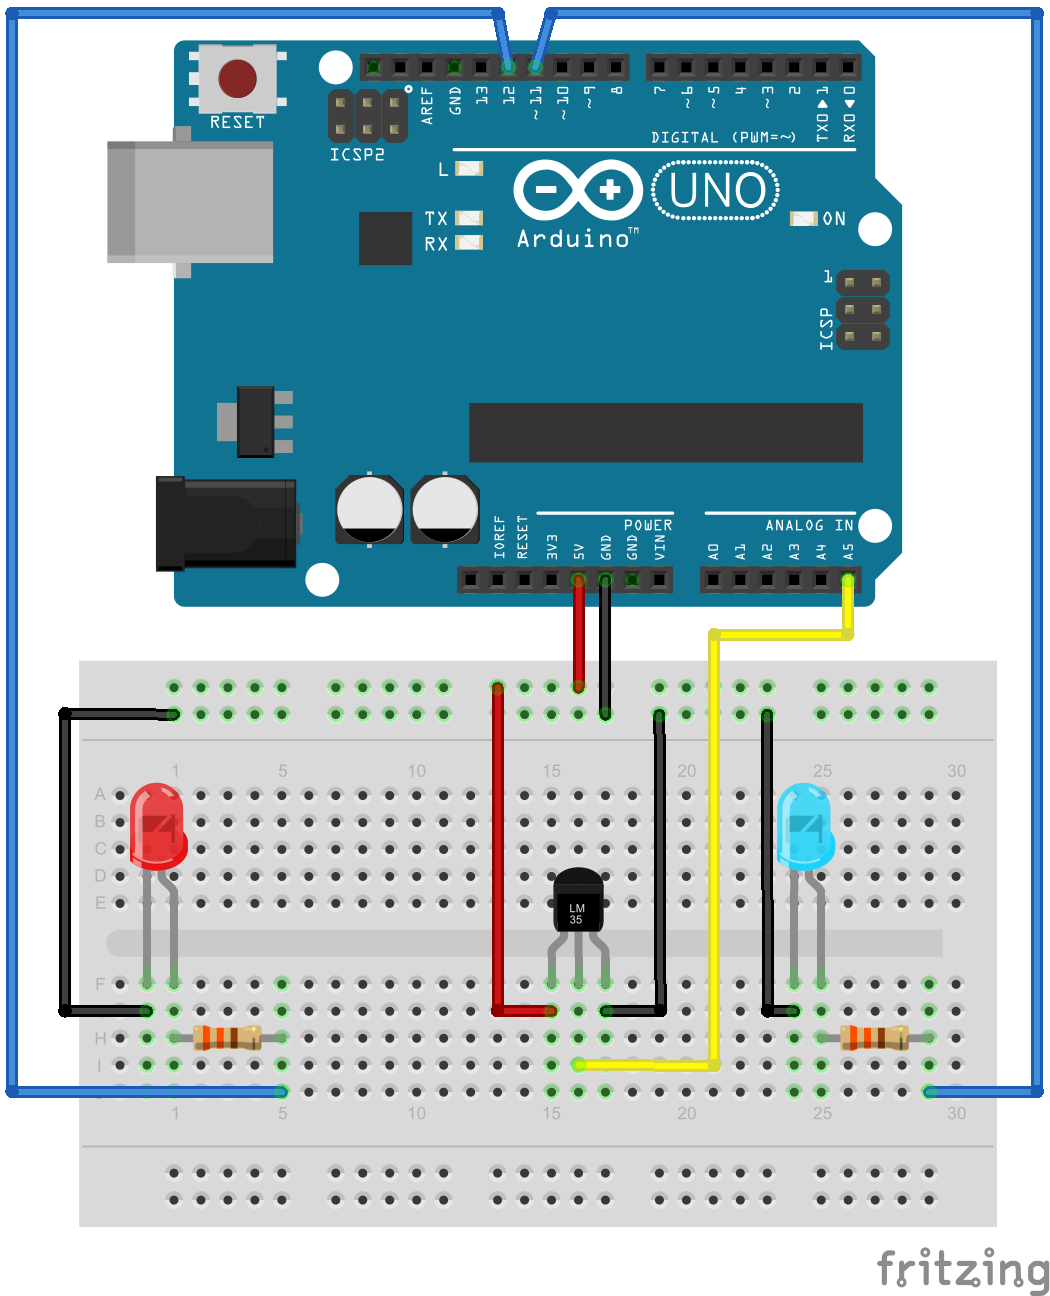 RESET
ICSP2
AREF
GND
13
12
~11
~10
~9
8
7
~6
~5
4
~3
2
TX0▶1
RX0◀0
DIGITAL (PWM=~)
L
TX
RX
UNO
Arduino™
ON
1
ICSP
POWER
ANALOG IN
IOREF
RESET
3V3
5V
GND
GND
VIN
A0
A1
A2
A3
A4
A5
1 5 10 15 20 25 30
A
B
C
D
E
LM
35
F
H
I
1 5 15 20 25 30
fritzing